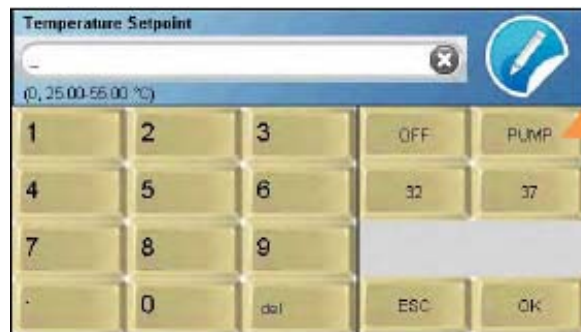 Temperature Setpoint
_
(0, 25.00-55.00 °C)
1 2 3 OFF PUMP
4 5 6 32 37
7 8 9
. 0 del ESC OK